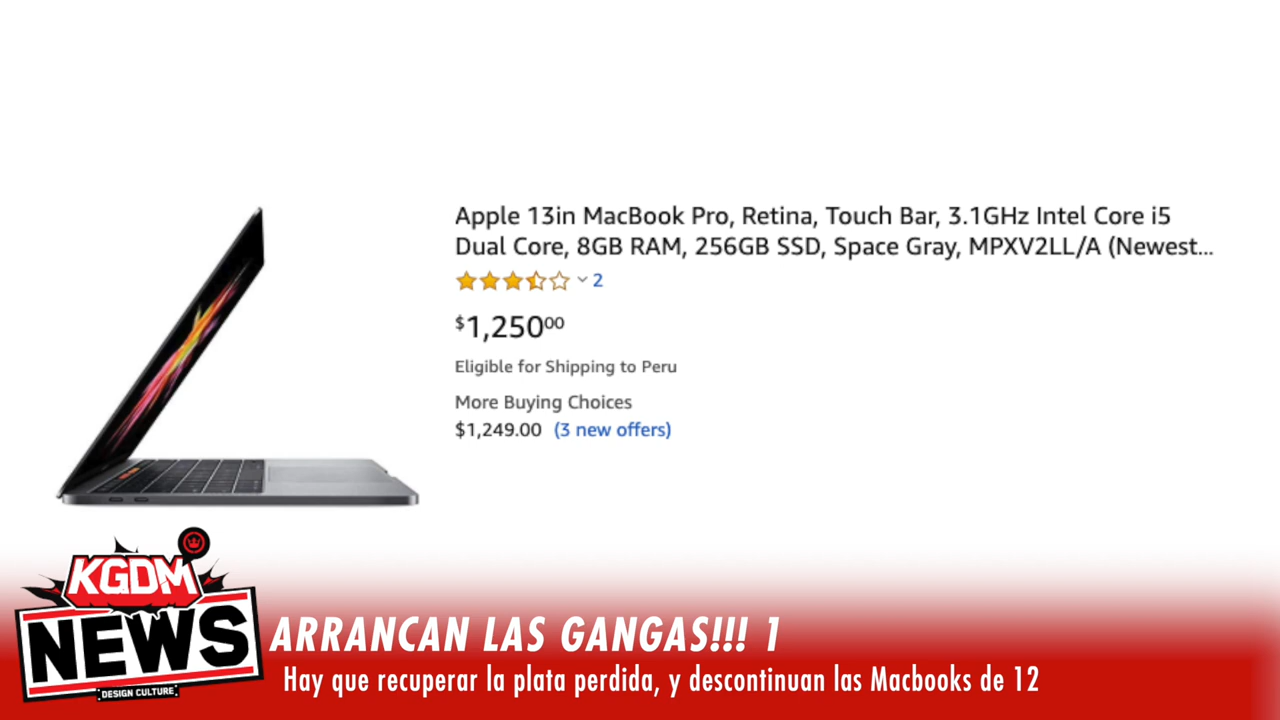 Apple 13in MacBook Pro, Retina, Touch Bar, 3.1GHz Intel Core i5
Dual Core, 8GB RAM, 256GB SSD, Space Gray, MPXV2LL/A (Newest...
2
$1,25000
Eligible for Shipping to Peru
More Buying Choices
$1,249.00 (3 new offers)
KGDM
NEWS
DESIGN CULTURE
ARRANCAN LAS GANGAS!!! 1
Hay que recuperar la plata perdida, y descontinuan las Macbooks de 12